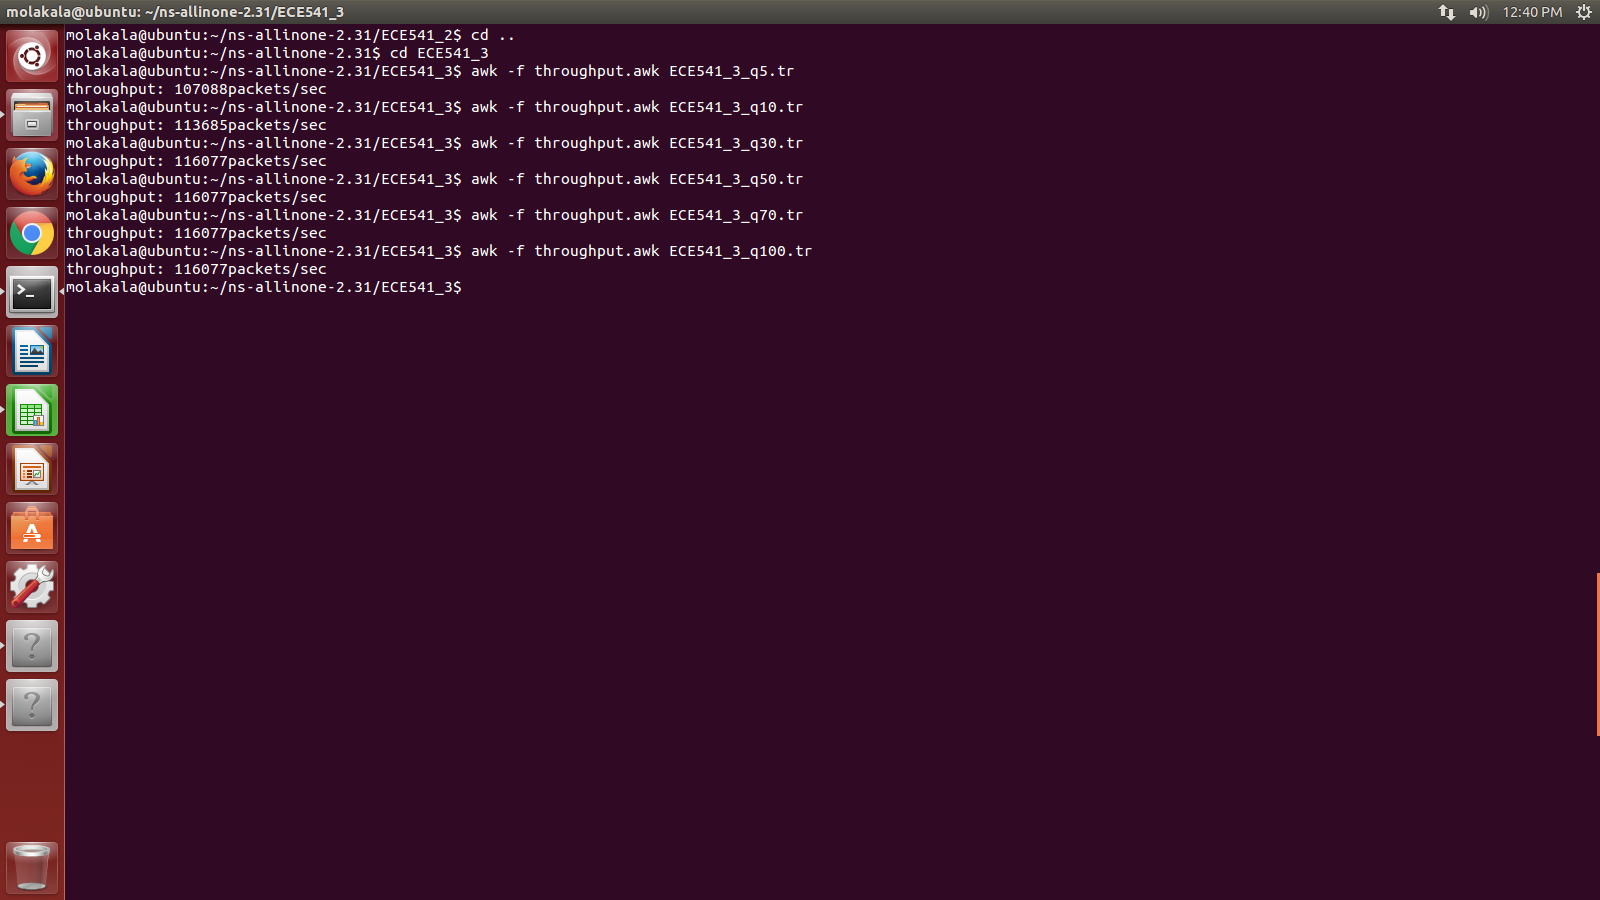 molakala@ubuntu: ~/ns-allinone-2.31/ECE541_3
12:40 PM
molakala@ubuntu:~/ns-allinone-2.31/ECE541_2$ cd ..
molakala@ubuntu:~/ns-allinone-2.31$ cd ECE541_3
molakala@ubuntu:~/ns-allinone-2.31/ECE541_3$ awk -f throughput.awk ECE541_3_q5.tr
throughput: 107088packets/sec
molakala@ubuntu:~/ns-allinone-2.31/ECE541_3$ awk -f throughput.awk ECE541_3_q10.tr
throughput: 113685packets/sec
molakala@ubuntu:~/ns-allinone-2.31/ECE541_3$ awk -f throughput.awk ECE541_3_q30.tr
throughput: 116077packets/sec
molakala@ubuntu:~/ns-allinone-2.31/ECE541_3$ awk -f throughput.awk ECE541_3_q50.tr
throughput: 116077packets/sec
molakala@ubuntu:~/ns-allinone-2.31/ECE541_3$ awk -f throughput.awk ECE541_3_q70.tr
throughput: 116077packets/sec
molakala@ubuntu:~/ns-allinone-2.31/ECE541_3$ awk -f throughput.awk ECE541_3_q100.tr
throughput: 116077packets/sec
molakala@ubuntu:~/ns-allinone-2.31/ECE541_3$